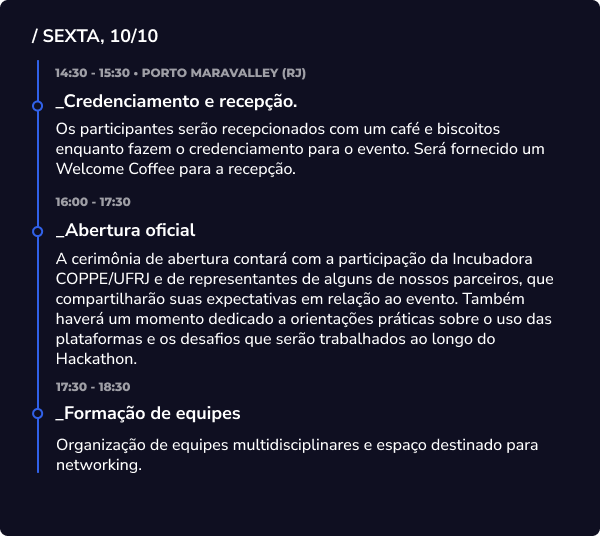 / SEXTA, 10/10
14:30 - 15:30 • PORTO MARAVALLEY (RJ)
_Credenciamento e recepção.
Os participantes serão recepcionados com um café e biscoitos
enquanto fazem o credenciamento para o evento. Será fornecido um
Welcome Coffee para a recepção.
16:00 - 17:30
_Abertura oficial
A cerimônia de abertura contará com a participação da Incubadora
COPPE/UFRJ e de representantes de alguns de nossos parceiros, que
compartilharão suas expectativas em relação ao evento. Também
haverá um momento dedicado a orientações práticas sobre o uso das
plataformas e os desafios que serão trabalhados ao longo do
Hackathon.
17:30 - 18:30
_Formação de equipes
Organização de equipes multidisciplinares e espaço destinado para
networking.